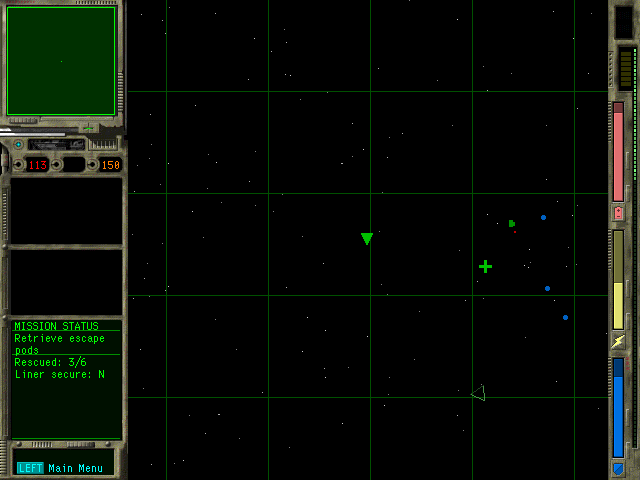 113 150
MISSION STATUS
Retrieve escape
pods
Rescued: 3/6
Liner secure: N
LEFT Main Menu